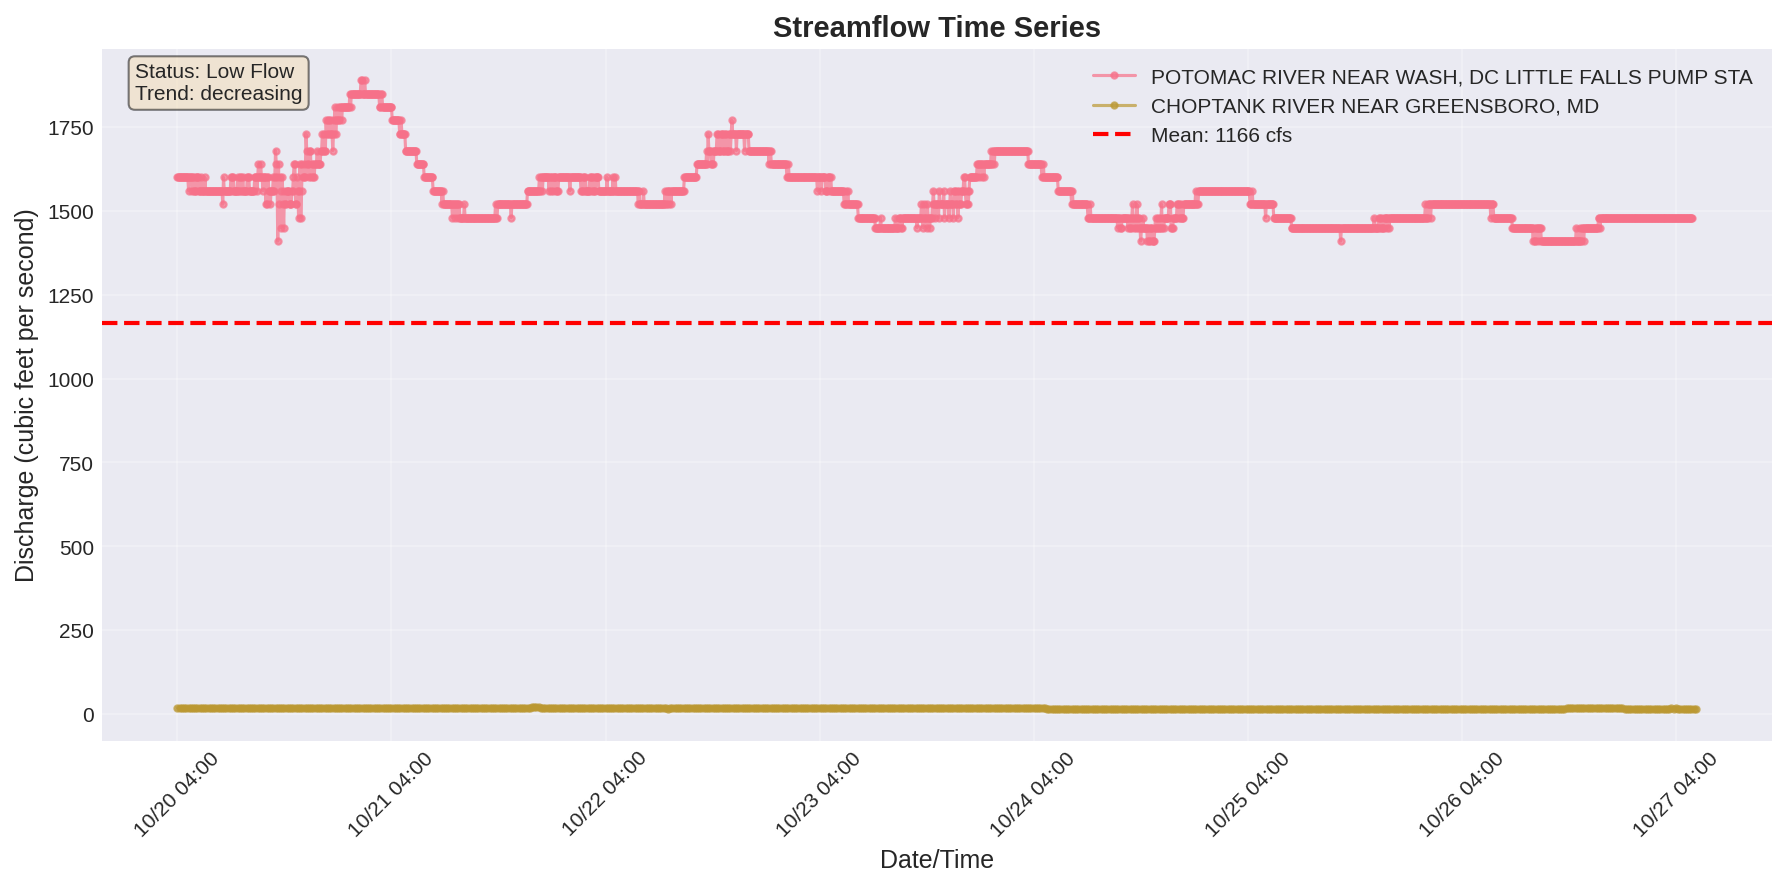 Streamflow Time Series
Status: Low Flow
Trend: decreasing
POTOMAC RIVER NEAR WASH, DC LITTLE FALLS PUMP STA
CHOPTANK RIVER NEAR GREENSBORO, MD
Mean: 1166 cfs
Discharge (cubic feet per second)
1750
1500
1250
1000
750
500
250
0
10/20 04:00
10/21 04:00
10/22 04:00
10/23 04:00
10/24 04:00
10/25 04:00
10/26 04:00
10/27 04:00
Date/Time